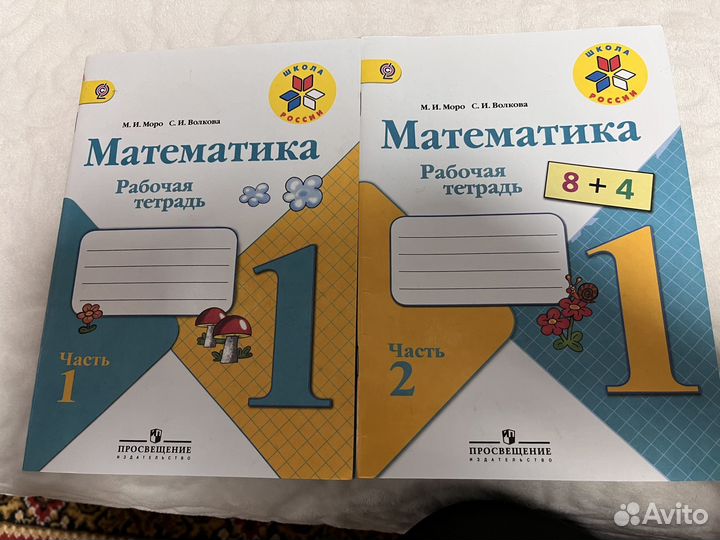 ШКОЛА
РОССИИ
М. И. Моро С. И. Волкова
Математика
Рабочая
тетрадь
1
Часть
1
ПРОСВЕЩЕНИЕ
ИЗДАТЕЛЬСТВО
ШКОЛА
РОССИИ
М. И. Моро С. И. Волкова
Математика
Рабочая
тетрадь
8 + 4
1
Часть
2
ПРОСВЕЩЕНИЕ
ИЗДАТЕЛЬСТВО
Avito